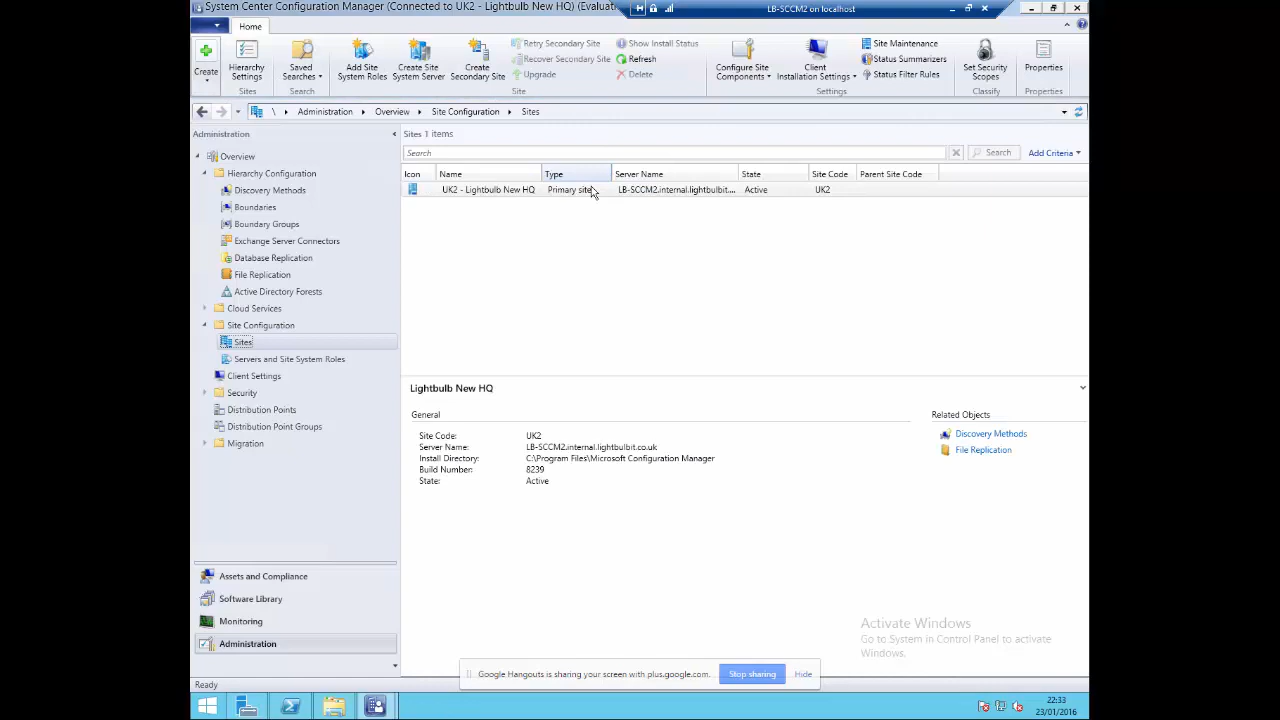 System Center Configuration Manager (Connected to UK2 - Lightbulb New HQ) (Evaluat
LB-SCCM2 on localhost
Home
Create
Hierarchy Settings
Saved Searches
Add Site System Roles
Create Site System Server
Create Secondary Site
Retry Secondary Site
Recover Secondary Site
Upgrade
Show Install Status
Refresh
Delete
Configure Site Components
Client Installation Settings
Site Maintenance
Status Summarizers
Status Filter Rules
Set Security Scopes
Properties
Sites
Search
Site
Settings
Classify
Properties
\ Administration Overview Site Configuration Sites
Administration
Overview
Hierarchy Configuration
Discovery Methods
Boundaries
Boundary Groups
Exchange Server Connectors
Database Replication
File Replication
Active Directory Forests
Cloud Services
Site Configuration
Sites
Servers and Site System Roles
Client Settings
Security
Distribution Points
Distribution Point Groups
Migration
Assets and Compliance
Software Library
Monitoring
Administration
Ready
Sites 1 items
Search
Search
Add Criteria
Icon Name Type Server Name State Site Code Parent Site Code
UK2 - Lightbulb New HQ Primary site LB-SCCM2.internal.lightbulbit.... Active UK2
Lightbulb New HQ
General
Site Code: UK2
Server Name: LB-SCCM2.internal.lightbulbit.co.uk
Install Directory: C:\Program Files\Microsoft Configuration Manager
Build Number: 8239
State: Active
Related Objects
Discovery Methods
File Replication
Activate Windows
Go to System in Control Panel to activate
Windows.
Google Hangouts is sharing your screen with plus.google.com.
Stop sharing
Hide
22:33
23/01/2016